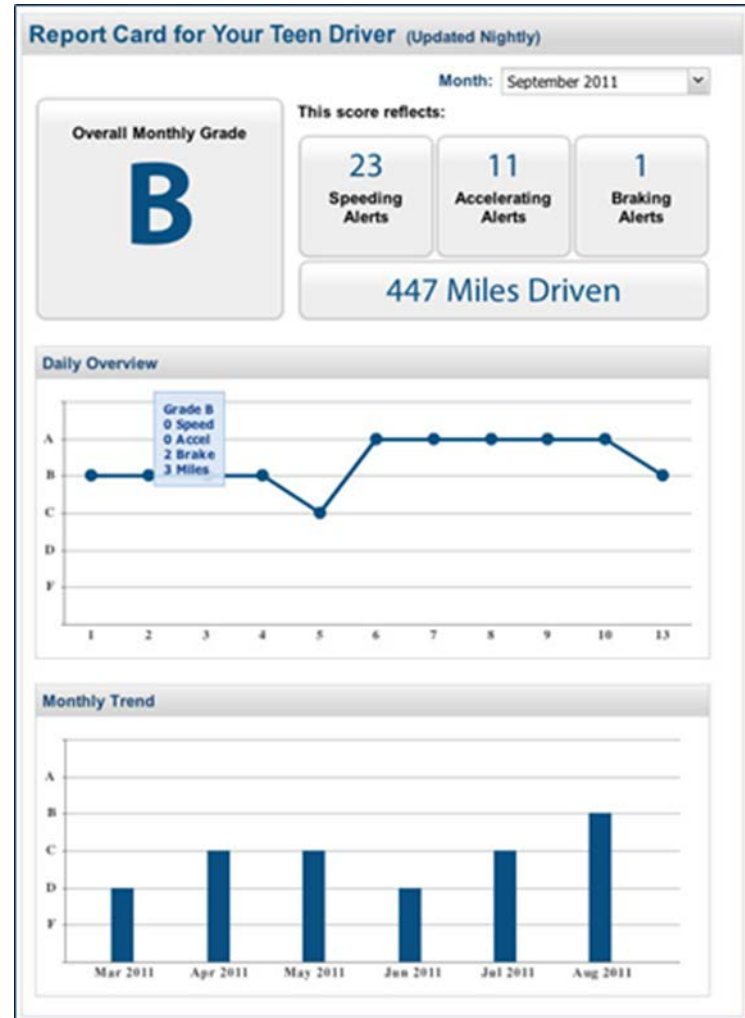 Report Card for Your Teen Driver (Updated Nightly)
Month: September 2011
Overall Monthly Grade
B
This score reflects:
23
Speeding
Alerts
11
Accelerating
Alerts
1
Braking
Alerts
447 Miles Driven
Daily Overview
Grade B
0 Speed
0 Accel
2 Brake
3 Miles
A
B
C
D
F
1 2 3 4 5 6 7 8 9 10 13
Monthly Trend
A
B
C
D
F
Mar 2011 Apr 2011 May 2011 Jun 2011 Jul 2011 Aug 2011